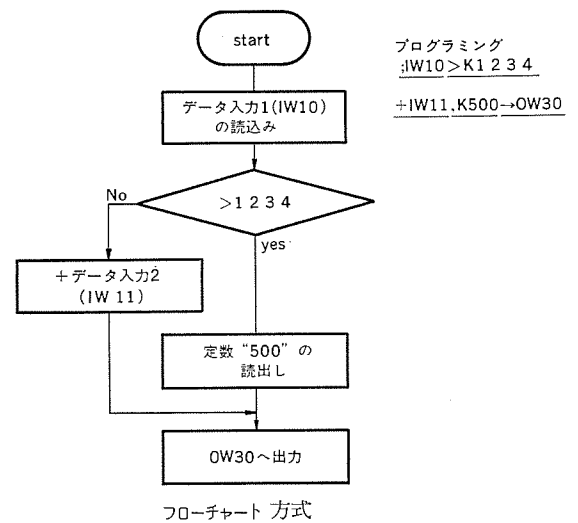 start
プログラミング
;IW10>K1234
+IW11,K500→OW30
データ入力1(IW10)
の読込み
>1234
No
yes
+データ入力2
(IW 11)
定数 “500” の
読出し
OW30へ出力
フローチャート 方式